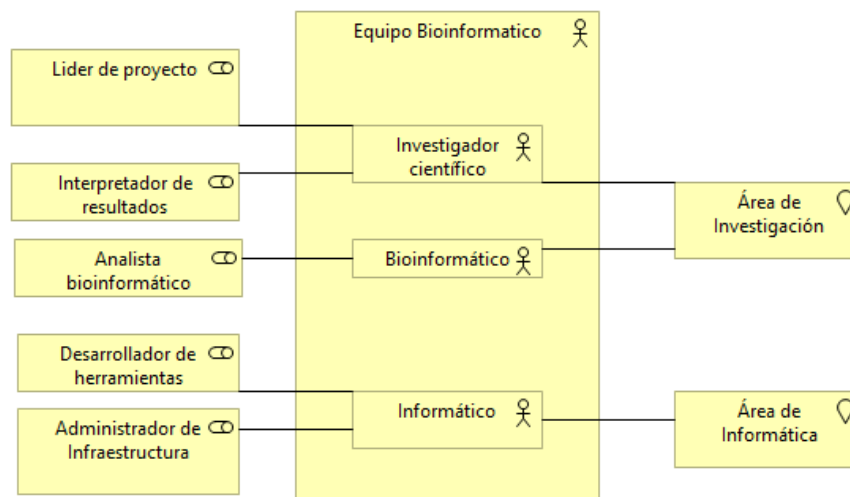 Equipo Bioinformatico
Lider de proyecto
Investigador
científico
Interpretador de
resultados
Área de
Investigación
Analista
bioinformático
Bioinformático
Desarrollador de
herramientas
Informático
Área de
Informática
Administrador de
Infraestructura